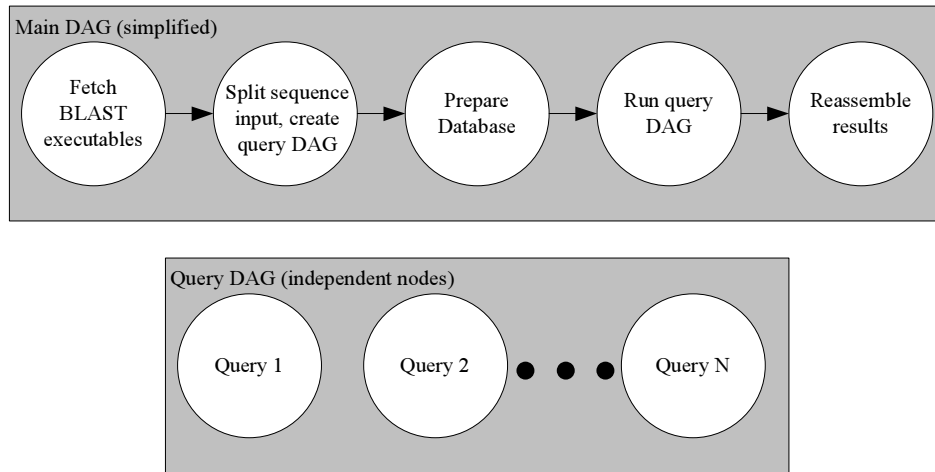 Main DAG (simplified)
Fetch
BLAST
executables
Split sequence
input, create
query DAG
Prepare
Database
Run query
DAG
Reassemble
results
Query DAG (independent nodes)
Query 1
Query 2
Query N